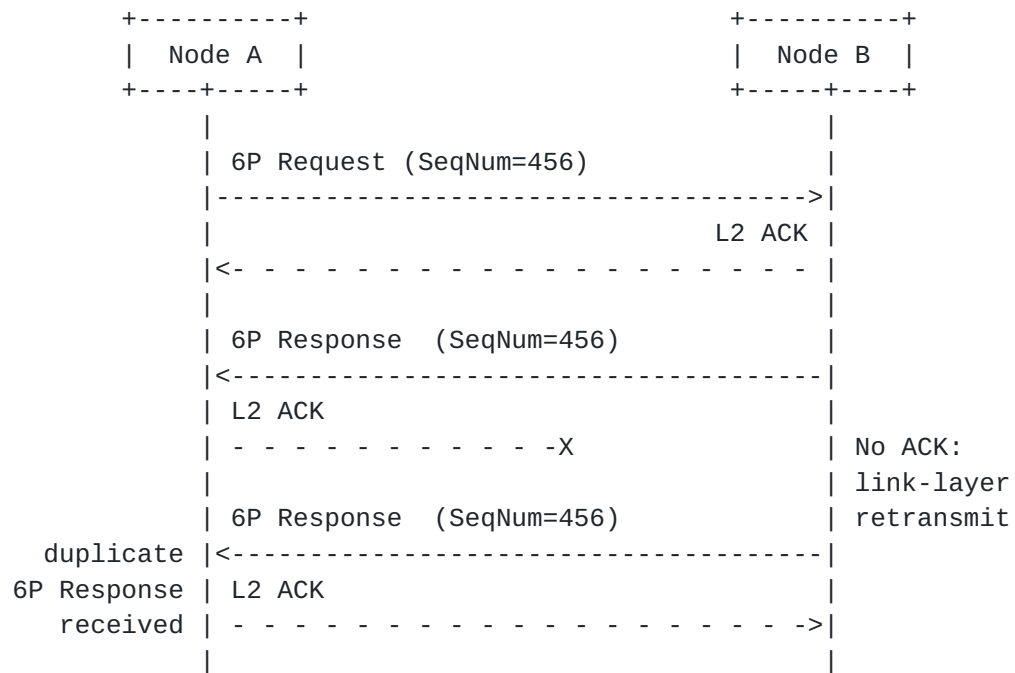 +----------+                           +----------+
|  Node A  |                           |  Node B  |
+----+-----+                           +-----+----+
     |                                       |
     | 6P Request (SeqNum=456)               |
     |-------------------------------------->|
     |                                L2 ACK |
     |<- - - - - - - - - - - - - - - - - - - |
     |                                       |
     | 6P Response  (SeqNum=456)             |
     |<--------------------------------------|
     | L2 ACK                                |
     | - - - - - - - - - - -X                | No ACK:
     |                                       | link-layer
     | 6P Response  (SeqNum=456)             | retransmit
duplicate |<--------------------------------------|
6P Response | L2 ACK                                |
received | - - - - - - - - - - - - - - - - - - ->|
     |                                       |